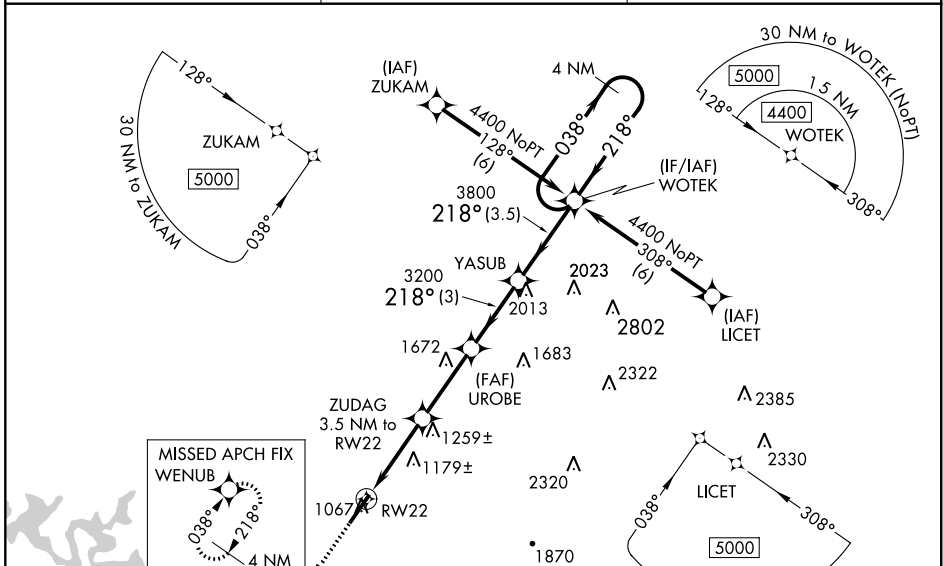 128°
ZUKAM
30 NM to ZUKAM
5000
038°
(IAF)
ZUKAM
4400 NoPT
128°
(6)
4 NM
038°
218°
(IF/IAF)
WOTEK
30 NM to WOTEK (NoPT)
5000
15 NM
4400
128°
WOTEK
308°
3800
218° (3.5)
4400 NoPT
308°
(6)
(IAF)
LICET
YASUB
3200
218° (3)
2013
2023
2802
1672
1683
(FAF)
UROBE
2322
2385
ZUDAG
3.5 NM to
RW22
1259±
1179±
2330
2320
LICET
038°
308°
5000
MISSED APCH FIX
WENUB
038°
218°
4 NM
1067
RW22
1870